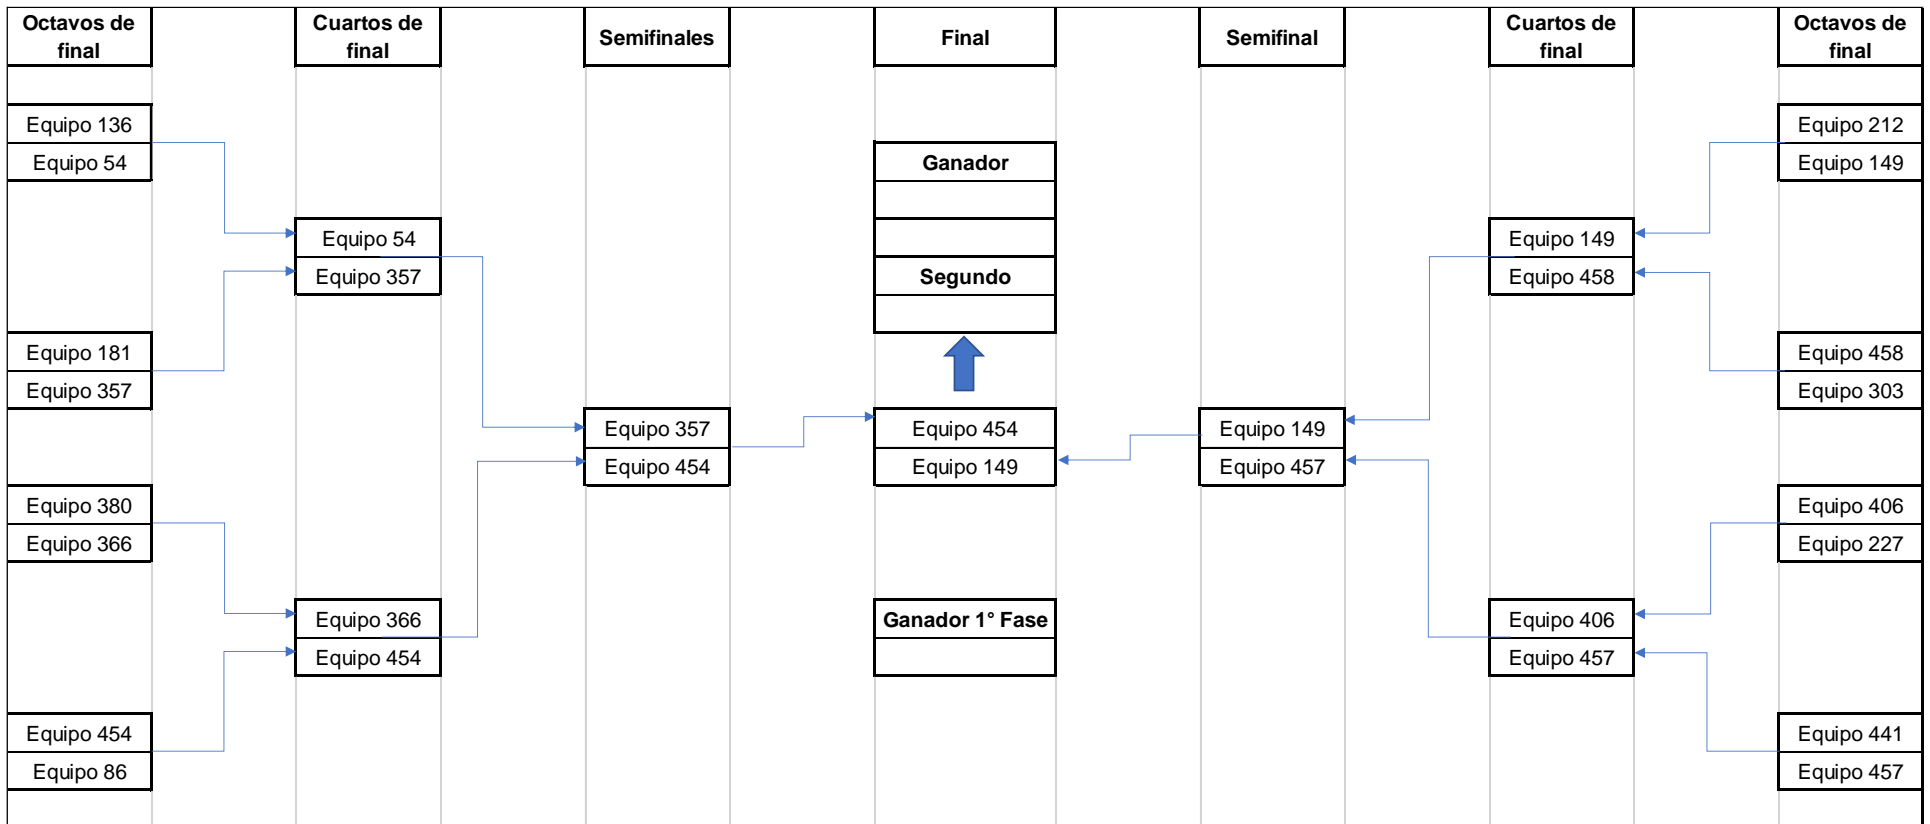 Octavos de
final
Cuartos de
final
Semifinales
Final
Semifinal
Cuartos de
final
Octavos de
final
Equipo 136
Equipo 54
Equipo 181
Equipo 357
Equipo 380
Equipo 366
Equipo 454
Equipo 86
Equipo 54
Equipo 357
Equipo 366
Equipo 454
Equipo 357
Equipo 454
Ganador
Segundo
Equipo 454
Equipo 149
Ganador 1° Fase
Equipo 149
Equipo 457
Equipo 149
Equipo 458
Equipo 406
Equipo 457
Equipo 212
Equipo 149
Equipo 458
Equipo 303
Equipo 406
Equipo 227
Equipo 441
Equipo 457